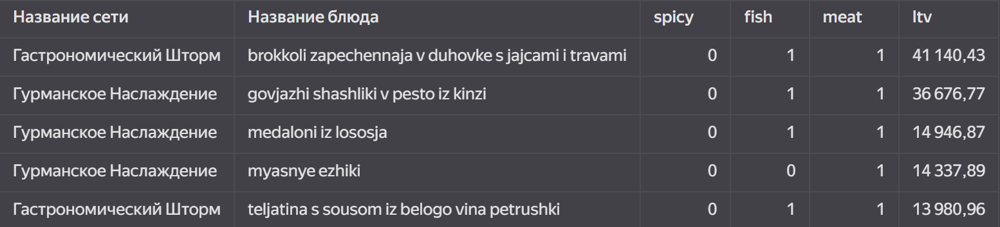 Название сети Название блюда spicy fish meat ltv
Гастрономический Шторм brokkoli zapechennaja v duhovke s jajcami i travami 0 1 1 41 140,43
Гурманское Наслаждение govjazhi shashliki v pesto iz kinzi 0 1 1 36 676,77
Гурманское Наслаждение medaloni iz lososja 0 1 1 14 946,87
Гурманское Наслаждение myasnye ezhiki 0 0 1 14 337,89
Гастрономический Шторм teljatina s sousom iz belogo vina petrushki 0 1 1 13 980,96